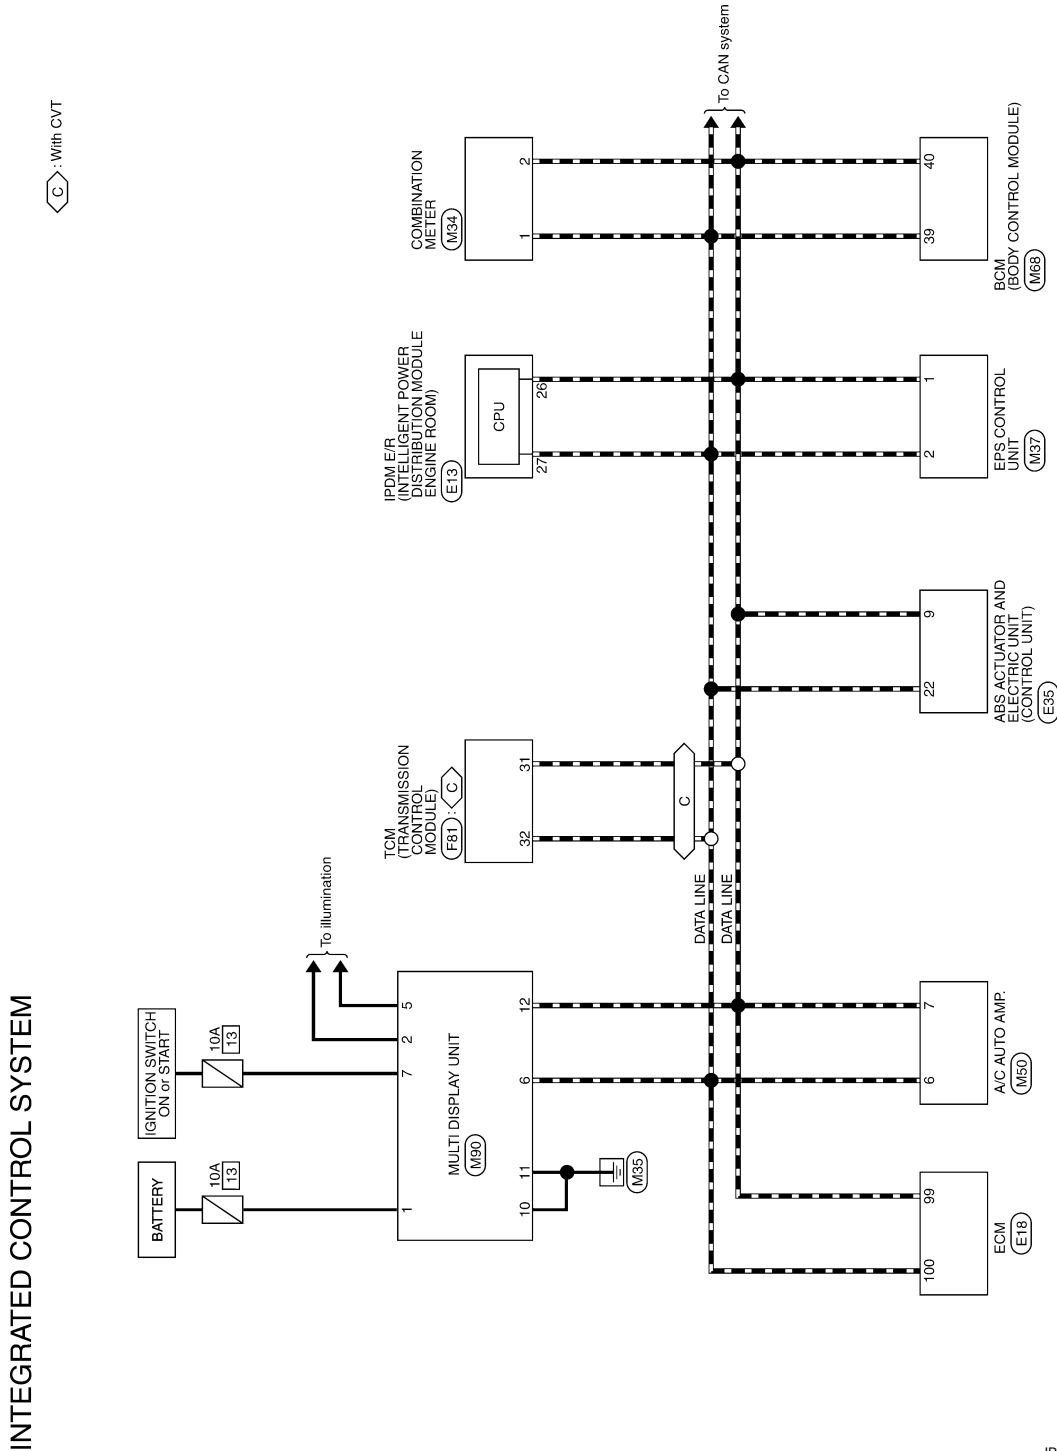 INTEGRATED CONTROL SYSTEM
C : With CVT
BATTERY
10A
13
IGNITION SWITCH
ON or START
10A
13
To illumination
1
7
2
5
MULTI DISPLAY UNIT
M90
10
11
6
12
M35
TCM
(TRANSMISSION
CONTROL
MODULE)
F81 : C
32
31
C
IPDM E/R
(INTELLIGENT POWER
DISTRIBUTION MODULE
ENGINE ROOM)
E13
CPU
27
26
COMBINATION
METER
M34
1
2
DATA LINE
DATA LINE
To CAN system
100
99
ECM
E18
6
7
A/C AUTO AMP.
M50
22
9
ABS ACTUATOR AND
ELECTRIC UNIT
(CONTROL UNIT)
E35
2
1
EPS CONTROL
UNIT
M37
39
40
BCM
(BODY CONTROL MODULE)
M68